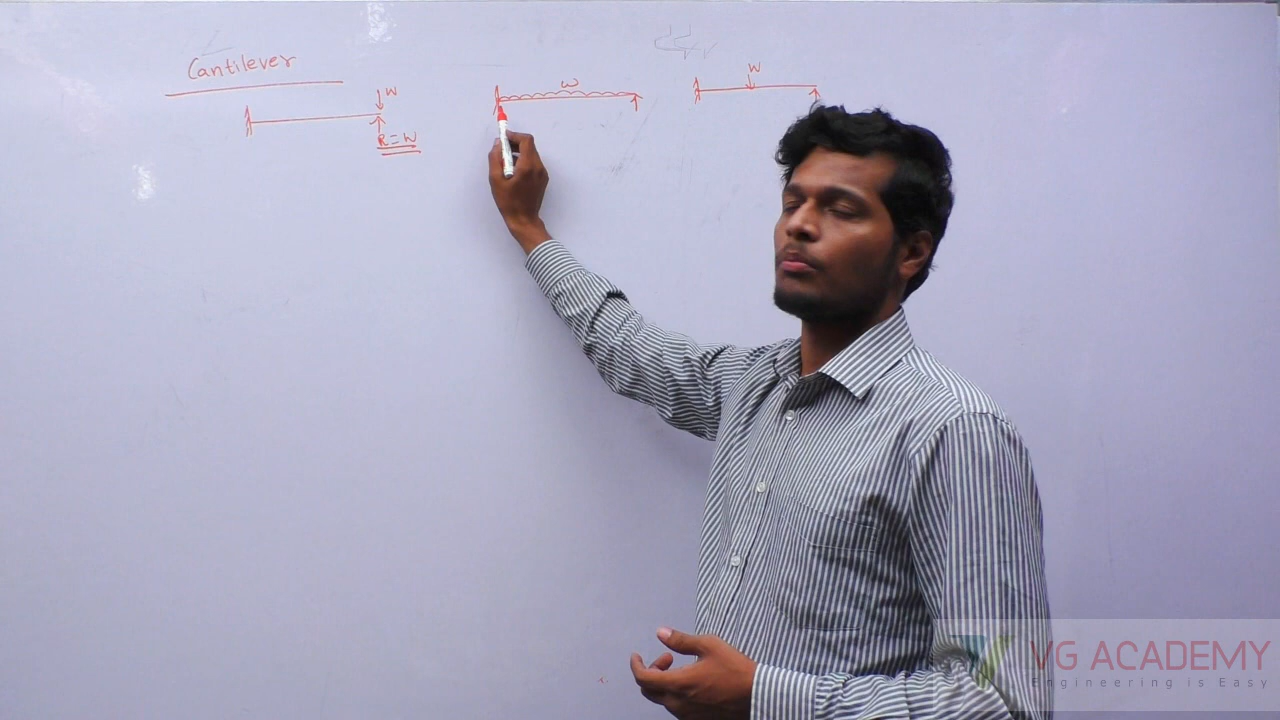 Cantilever
W
R = W
w
W
VG ACADEMY
Engineering is Easy